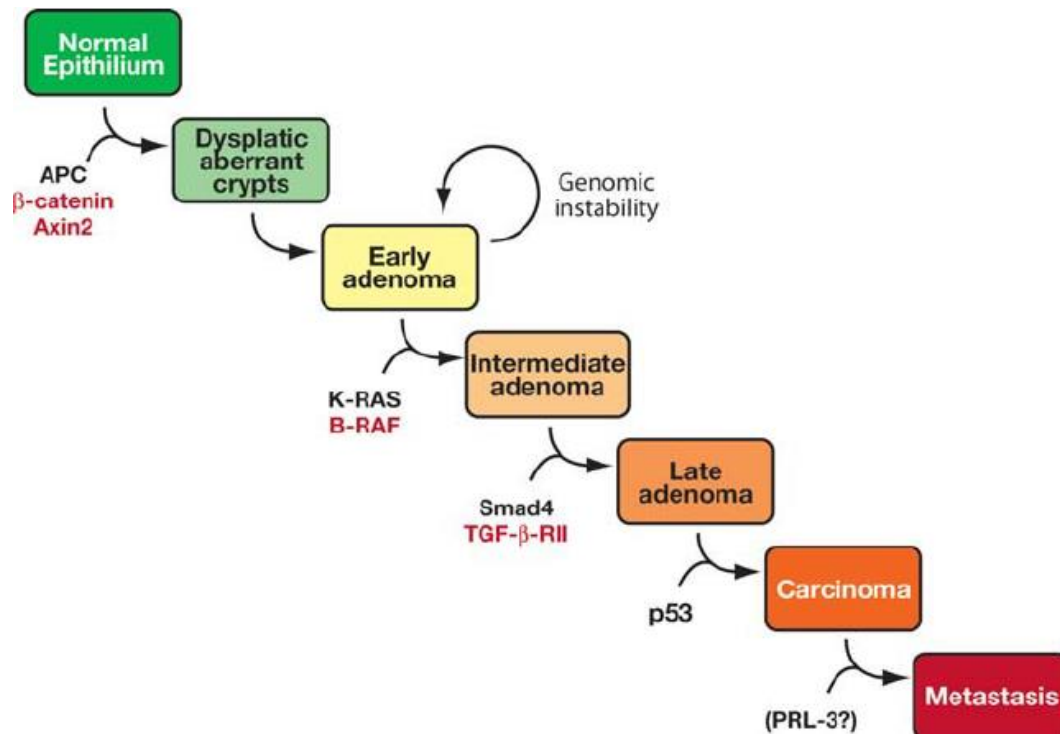 Normal
Epithilium
APC
β-catenin
Axin2
Dysplatic
aberrant
crypts
Genomic
instability
Early
adenoma
K-RAS
B-RAF
Intermediate
adenoma
Smad4
TGF-β-RII
Late
adenoma
p53
Carcinoma
(PRL-3?)
Metastasis